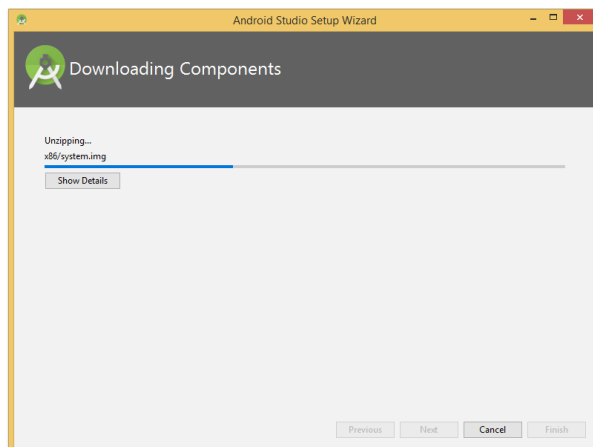 Android Studio Setup Wizard
Downloading Components
Unzipping...
x86/system.img
Show Details
Previous
Next
Cancel
Finish